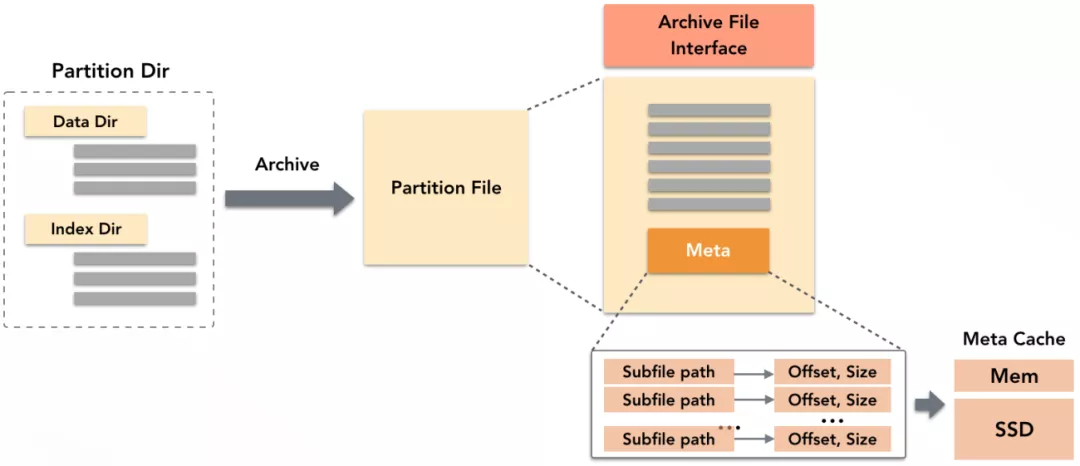 Partition Dir
Data Dir
Index Dir
Archive
Partition File
Archive File
Interface
Meta
Subfile path
Offset, Size
Subfile path
Offset, Size
... ...
Subfile path
Offset, Size
Meta Cache
Mem
SSD